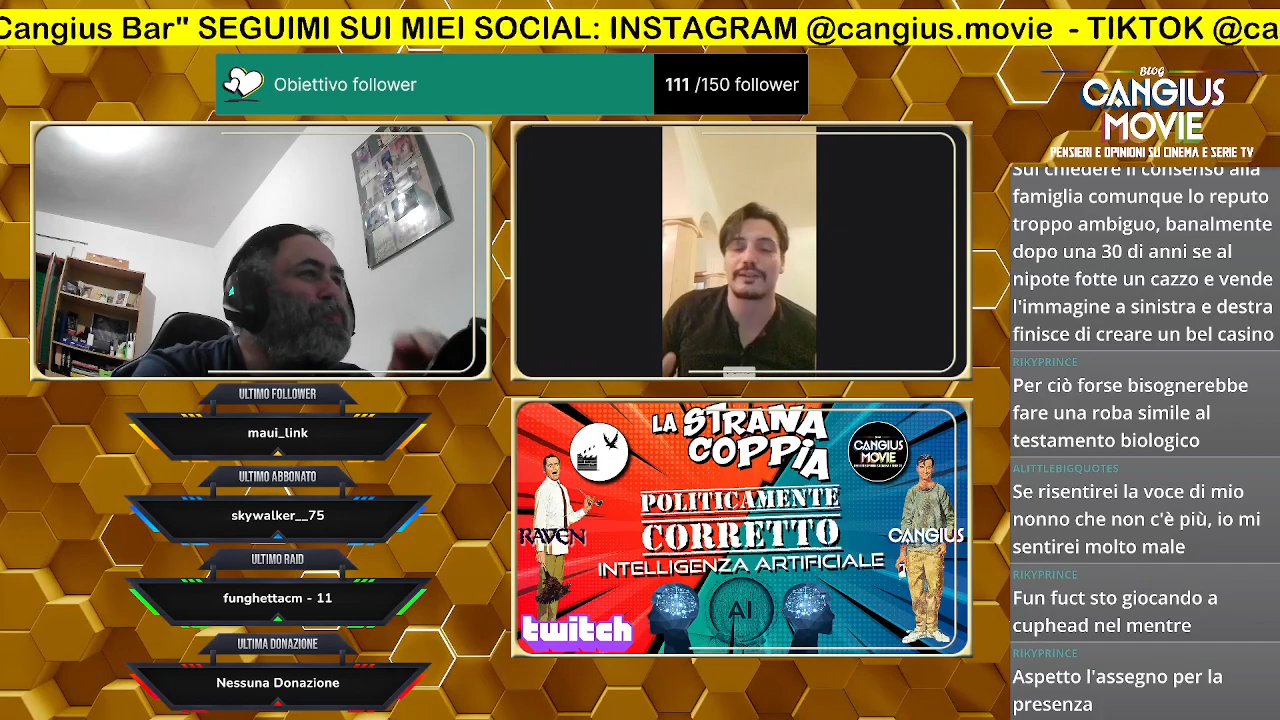 Cangius Bar" SEGUIMI SUI MIEI SOCIAL: INSTAGRAM @cangius.movie - TIKTOK @ca
Obiettivo follower
111 /150 follower
BLOG
CANGIUS
MOVIE
PENSIERI E OPINIONI SU CINEMA E SERIE TV
Sul chiedere il consenso alla
famiglia comunque lo reputo
troppo ambiguo, banalmente
dopo una 30 di anni se al
nipote fotte un cazzo e vende
l'immagine a sinistra e destra
finisce di creare un bel casino
RIKYPRINCE
Per ciò forse bisognerebbe
fare una roba simile al
testamento biologico
ALITTLEBIGQUOTES
Se risentirei la voce di mio
nonno che non c'è più, io mi
sentirei molto male
RIKYPRINCE
Fun fuct sto giocando a
cuphead nel mentre
RIKYPRINCE
Aspetto l'assegno per la
presenza
ULTIMO FOLLOWER
maui_link
ULTIMO ABBONATO
skywalker__75
ULTIMO RAID
funghettacm - 11
ULTIMA DONAZIONE
Nessuna Donazione
LA STRANA
COPPIA
CANGIUS
MOVIE
POLITICAMENTE
CORRETTO
INTELLIGENZA ARTIFICIALE
RAVEN
CANGIUS
AI
twitch